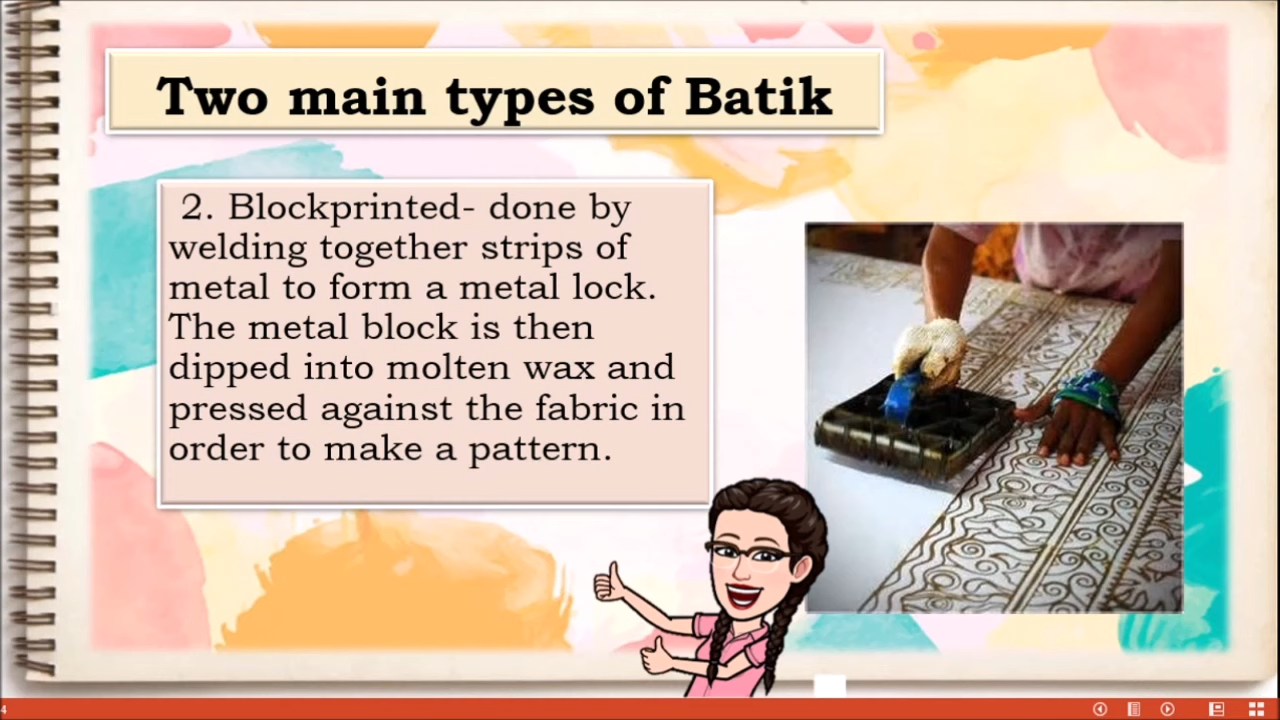 Two main types of Batik
2. Blockprinted- done by
welding together strips of
metal to form a metal lock.
The metal block is then
dipped into molten wax and
pressed against the fabric in
order to make a pattern.
4